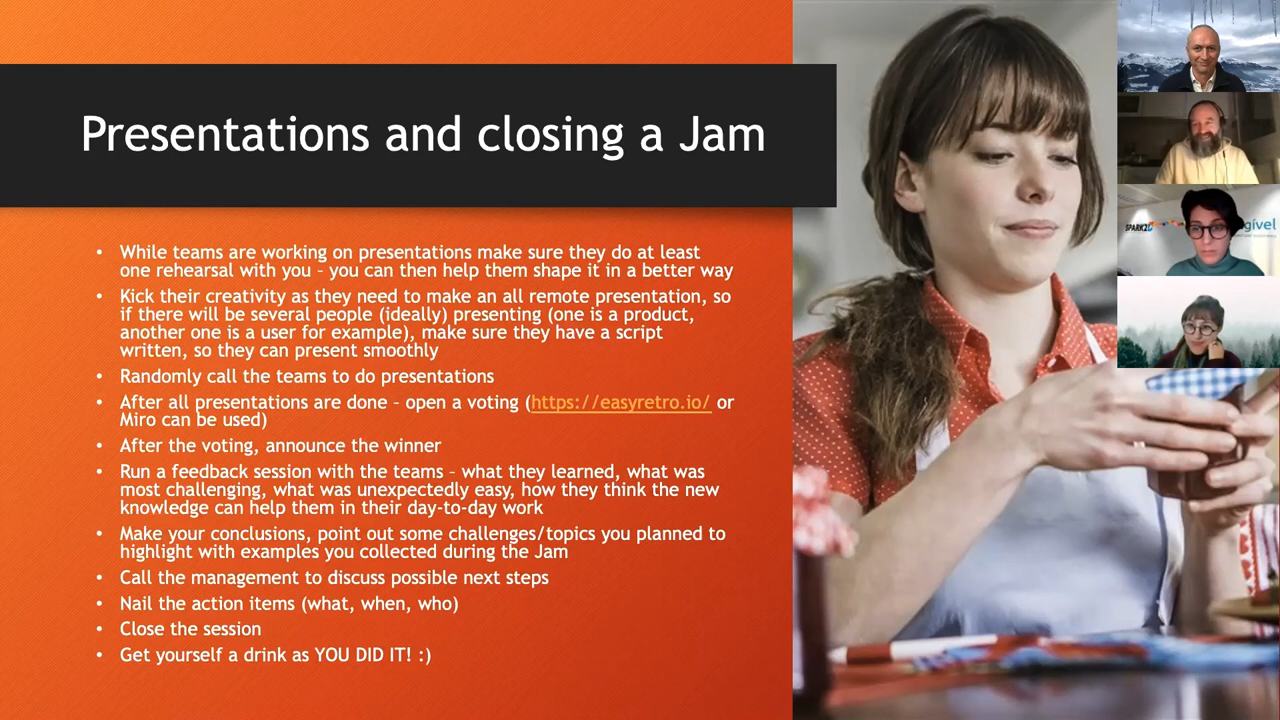 Presentations and closing a Jam
• While teams are working on presentations make sure they do at least
one rehearsal with you – you can then help them shape it in a better way
• Kick their creativity as they need to make an all remote presentation, so
if there will be several people (ideally) presenting (one is a product,
another one is a user for example), make sure they have a script
written, so they can present smoothly
• Randomly call the teams to do presentations
• After all presentations are done – open a voting (https://easyretro.io/ or
Miro can be used)
• After the voting, announce the winner
• Run a feedback session with the teams – what they learned, what was
most challenging, what was unexpectedly easy, how they think the new
knowledge can help them in their day-to-day work
• Make your conclusions, point out some challenges/topics you planned to
highlight with examples you collected during the Jam
• Call the management to discuss possible next steps
• Nail the action items (what, when, who)
• Close the session
• Get yourself a drink as YOU DID IT! :)
gível